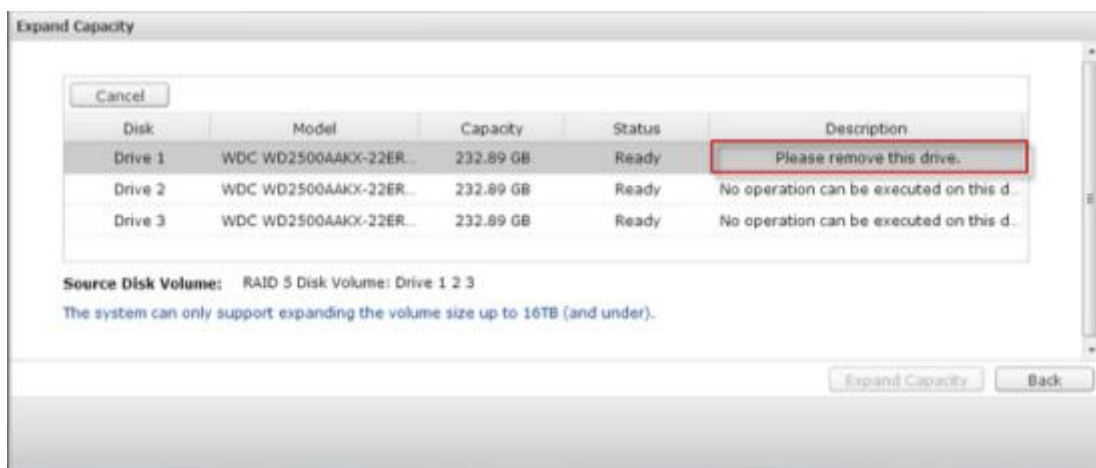 Expand Capacity
Cancel
Disk Model Capacity Status Description
Drive 1 WDC WD2500AAKX-22ER... 232.89 GB Ready Please remove this drive.
Drive 2 WDC WD2500AAKX-22ER... 232.89 GB Ready No operation can be executed on this d...
Drive 3 WDC WD2500AAKX-22ER... 232.89 GB Ready No operation can be executed on this d...
Source Disk Volume: RAID 5 Disk Volume: Drive 1 2 3
The system can only support expanding the volume size up to 16TB (and under).
Expand Capacity Back